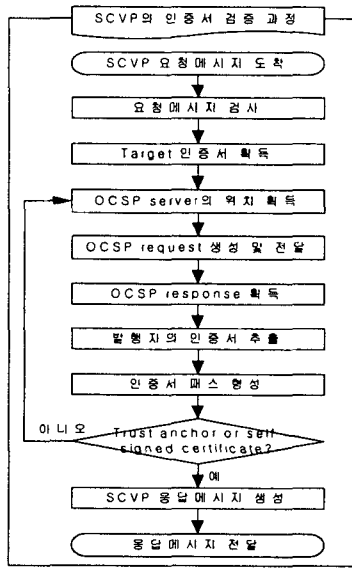 SCVP의 인증서 검증 과정
SCVP 요청메시지 도착
요청메시지 검사
Target 인증서 획득
OCSP server의 위치 획득
OCSP request 생성 및 전달
OCSP response 획득
발행자의 인증서 추출
인증서 패스 형성
아니오
Trust anchor or self
signed certificate?
예
SCVP 응답메시지 생성
응답메시지 전달